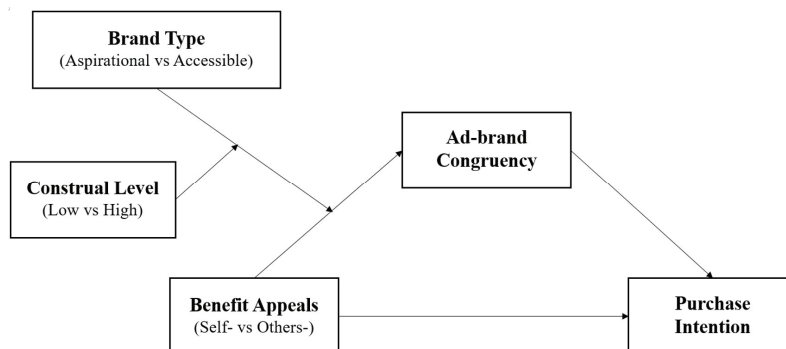 Brand Type
(Aspirational vs Accessible)
Ad-brand
Congruency
Construal Level
(Low vs High)
Benefit Appeals
(Self- vs Others-)
Purchase
Intention